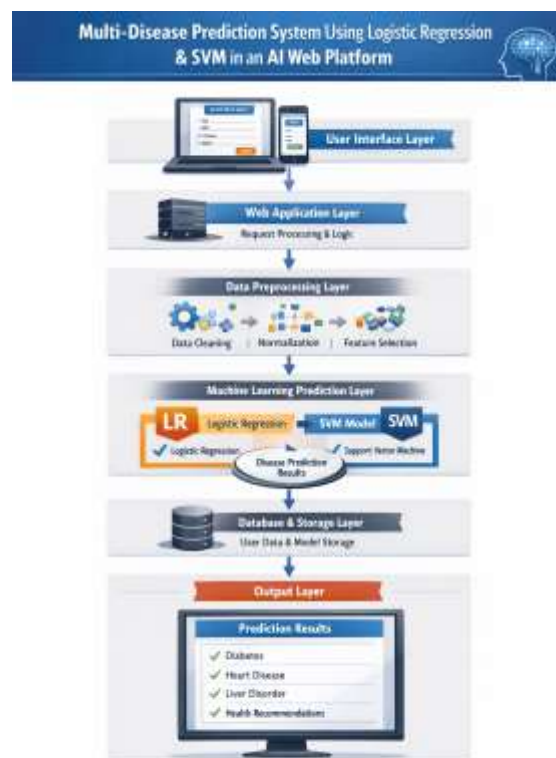 Multi-Disease Prediction System Using Logistic Regression
& SVM in an AI Web Platform
User Interface Layer
Web Application Layer
Request Processing & Logic
Data Preprocessing Layer
Data Cleaning | Normalization | Feature Selection
Machine Learning Prediction Layer
LR Logistic Regression SVM Model SVM
Logistic Regression Support Vector Machine
Disease Prediction
Results
Database & Storage Layer
User Data & Model Storage
Output Layer
Prediction Results
Diabetes
Heart Disease
Liver Disorder
Health Recommendations